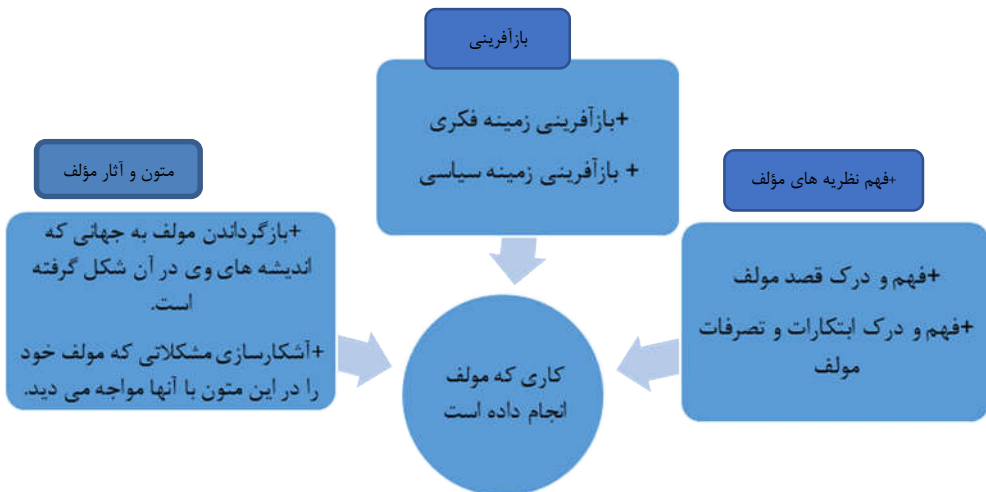 بازآفرینی
+بازآفرینی زمینه فکری
+ بازآفرینی زمینه سیاسی
+فهم نظریه های مؤلف
+فهم و درک قصد مولف
+فهم و درک ابتکارات و تصرفات
مولف
متون و آثار مؤلف
+بازگرداندن مولف به جهانی که
اندیشه های وی در آن شکل گرفته
است.
+آشکارسازی مشکلاتی که مولف خود
را در این متون با آنها مواجه می دید.
کاری که مولف
انجام داده است